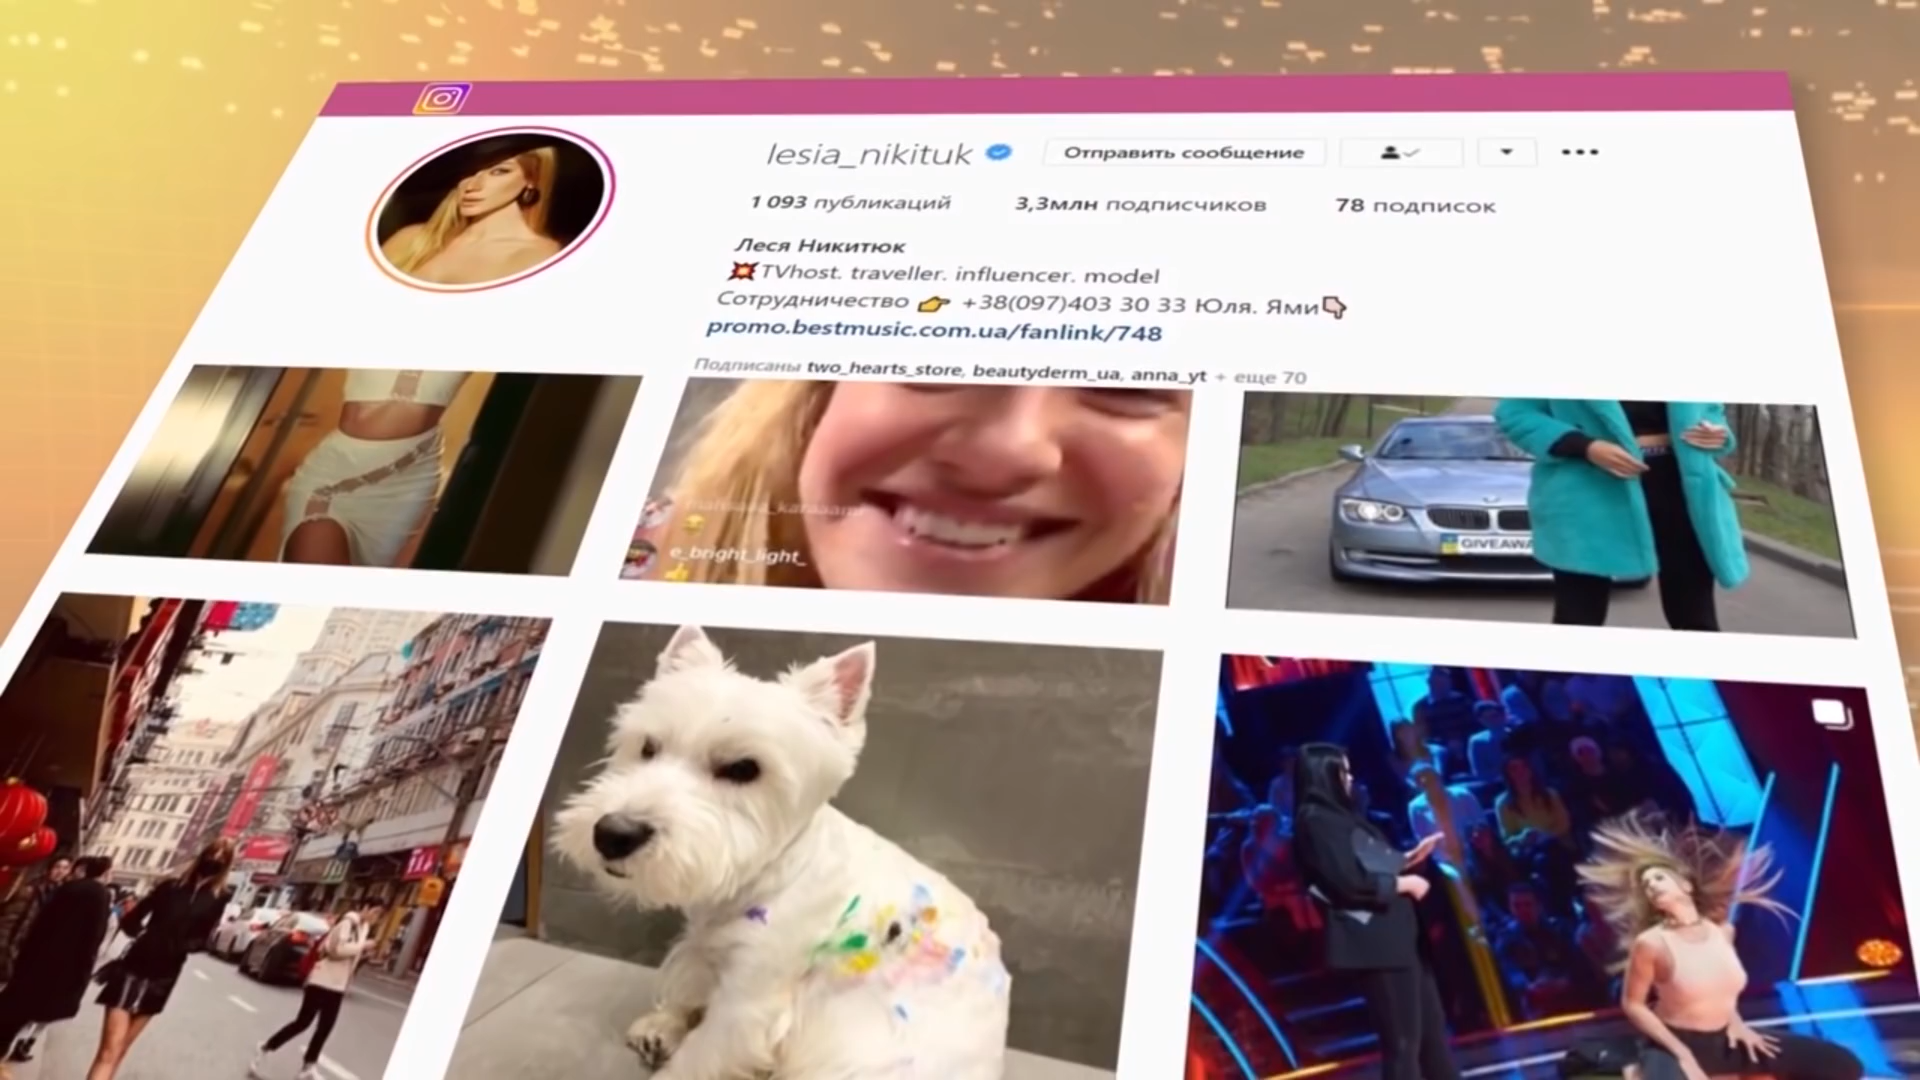 lesia_nikituk
Отправить сообщение
1 093 публикаций 3,3млн подписчиков 78 подписок
Леся Никитюк
TVhost. traveller. influencer. model
Сотрудничество 👉 +38(097)403 30 33 Юля. Ями👇
promo.bestmusic.com.ua/fanlink/748
Подписаны two_hearts_store, beautyderm_ua, anna_yt + еще 70
e_bright_light_
GIVEAWA